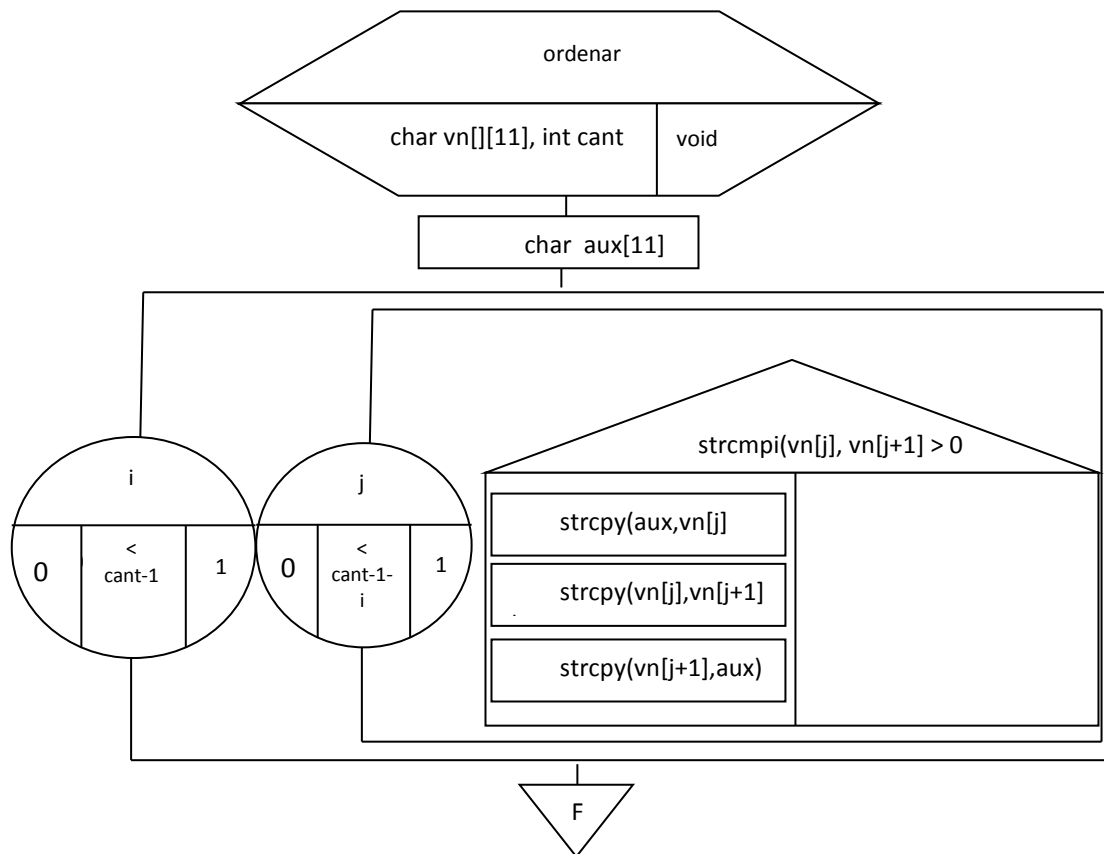 ordenar
char vn[][11], int cant
void
char aux[11]
i
0
<
cant-1
1
j
0
<
cant-1-
i
1
strcmpi(vn[j], vn[j+1] > 0
strcpy(aux,vn[j]
strcpy(vn[j],vn[j+1]
.
strcpy(vn[j+1],aux)
F